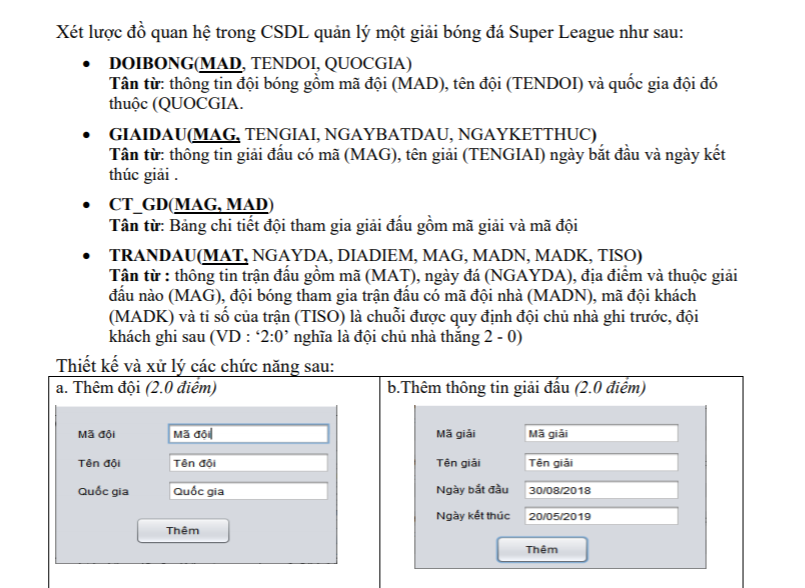 Xét lược đồ quan hệ trong CSDL quản lý một giải bóng đá Super League như sau:
• DOIBONG(MAD, TENDOI, QUOCGIA)
Tân từ: thông tin đội bóng gồm mã đội (MAD), tên đội (TENDOI) và quốc gia đội đó
thuộc (QUOCGIA.
• GIAIDAU(MAG, TENGIAI, NGAYBATDAU, NGAYKETTHUC)
Tân từ: thông tin giải đấu có mã (MAG), tên giải (TENGIAI) ngày bắt đầu và ngày kết
thúc giải .
• CT_GD(MAG, MAD)
Tân từ: Bảng chi tiết đội tham gia giải đấu gồm mã giải và mã đội
• TRANDAU(MAT, NGAYDA, DIADIEM, MAG, MADN, MADK, TISO)
Tân từ : thông tin trận đấu gồm mã (MAT), ngày đá (NGAYDA), địa điểm và thuộc giải
đấu nào (MAG), đội bóng tham gia trận đấu có mã đội nhà (MADN), mã đội khách
(MADK) và tỉ số của trận (TISO) là chuỗi được quy định đội chủ nhà ghi trước, đội
khách ghi sau (VD : ‘2:0’ nghĩa là đội chủ nhà thắng 2 - 0)
Thiết kế và xử lý các chức năng sau:
a. Thêm đội (2.0 điểm)
Mã đội Mã đội
Tên đội Tên đội
Quốc gia Quốc gia
Thêm
b.Thêm thông tin giải đấu (2.0 điểm)
Mã giải Mã giải
Tên giải Tên giải
Ngày bắt đầu 30/08/2018
Ngày kết thúc 20/05/2019
Thêm